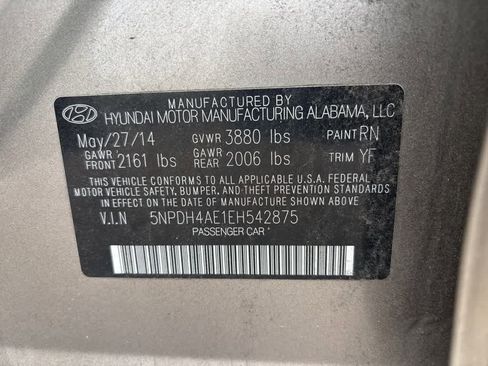 MANUFACTURED BY
HYUNDAI MOTOR MANUFACTURING ALABAMA, LLC
May/27/14 GVWR 3880 lbs PAINT RN
GAWR FRONT 2161 lbs GAWR REAR 2006 lbs TRIM YF
THIS VEHICLE CONFORMS TO ALL APPLICABLE U.S.A. FEDERAL
MOTOR VEHICLE SAFETY, BUMPER, AND THEFT PREVENTION STANDARDS
IN EFFECT ON THE DATE OF MANUFACTURE SHOWN ABOVE.
V.I.N 5NPDH4AE1EH542875
PASSENGER CAR